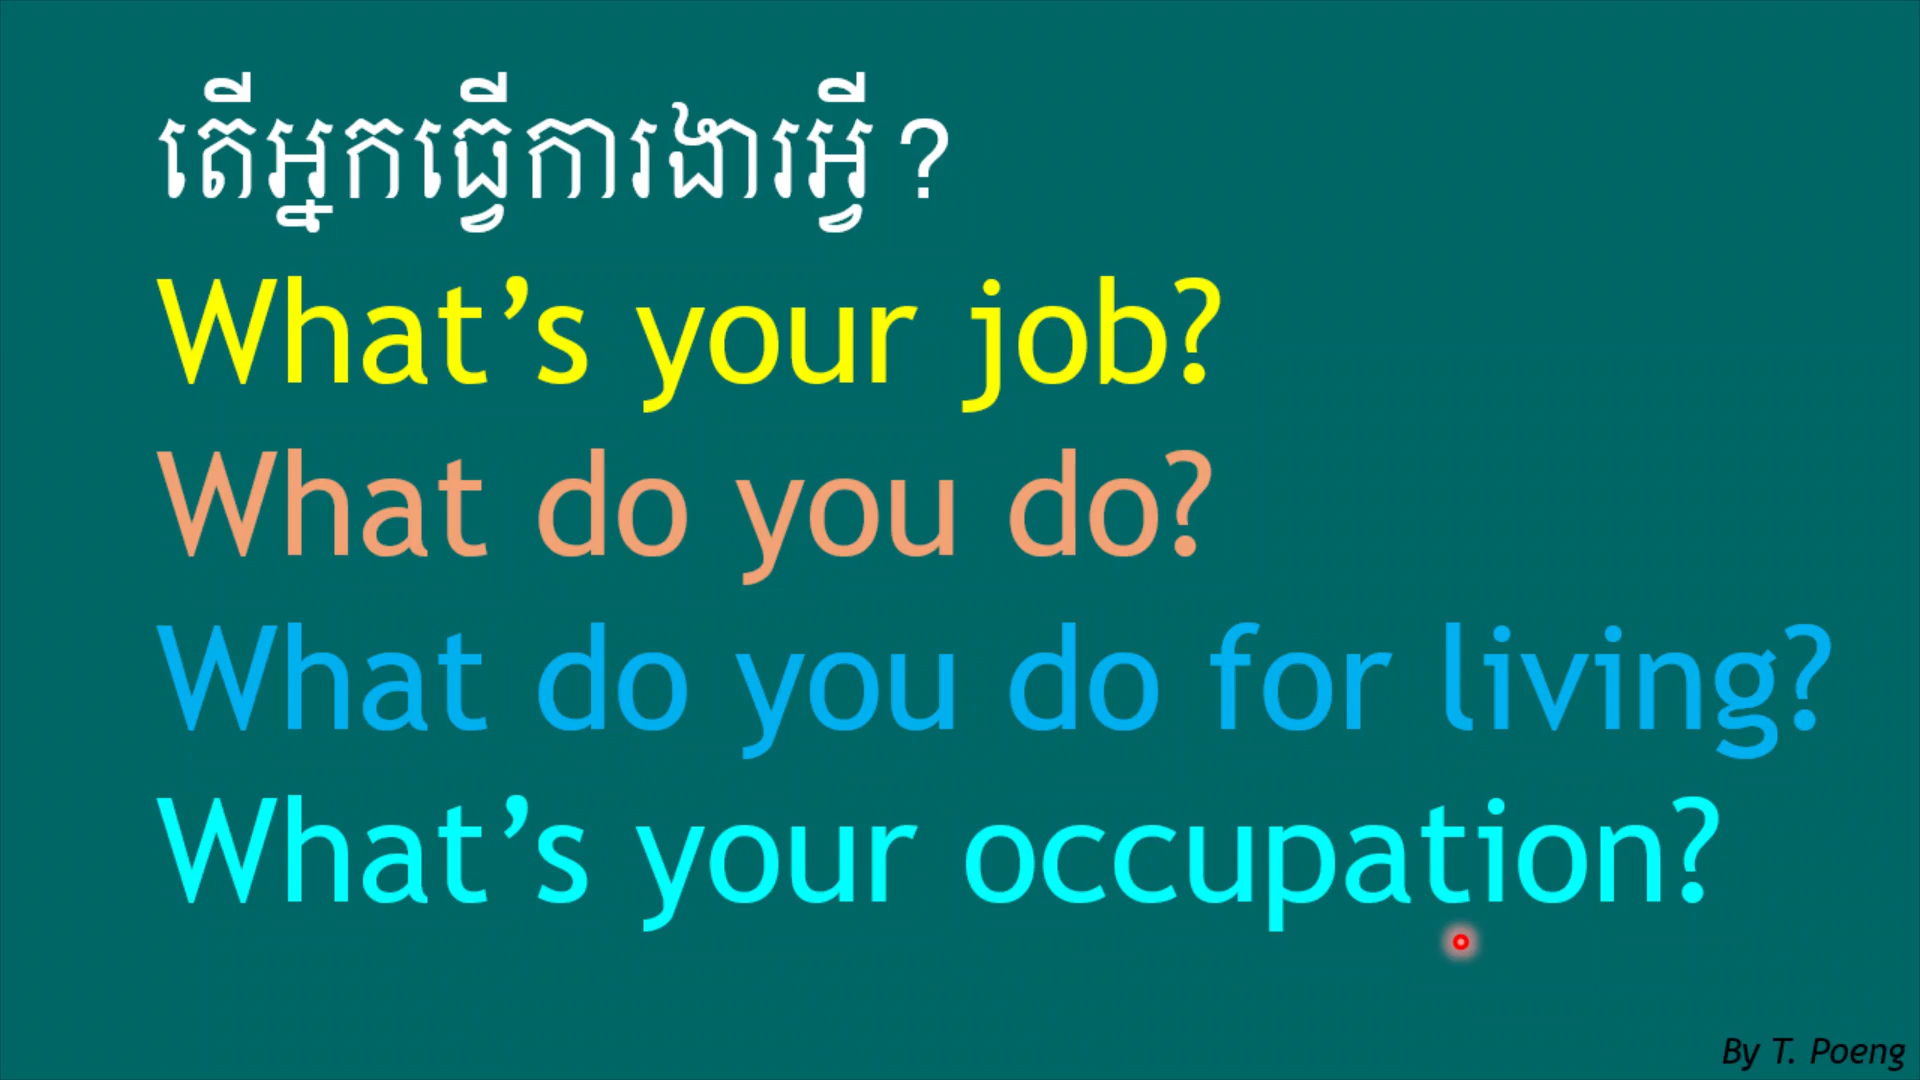 តើអ្នកធ្វើការងារអ្វី?
What’s your job?
What do you do?
What do you do for living?
What’s your occupation?
By T. Poeng